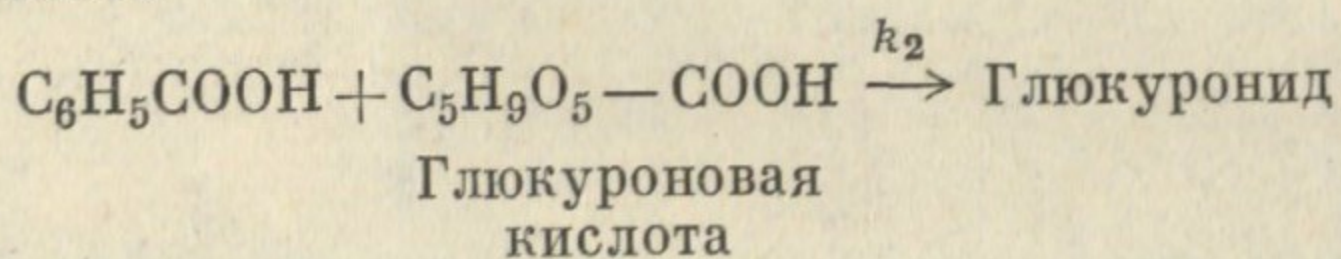 k₂
C₆H₅COOH + C₅H₉O₅ — COOH → Глюкуронид
Глюкуроновая
кислота